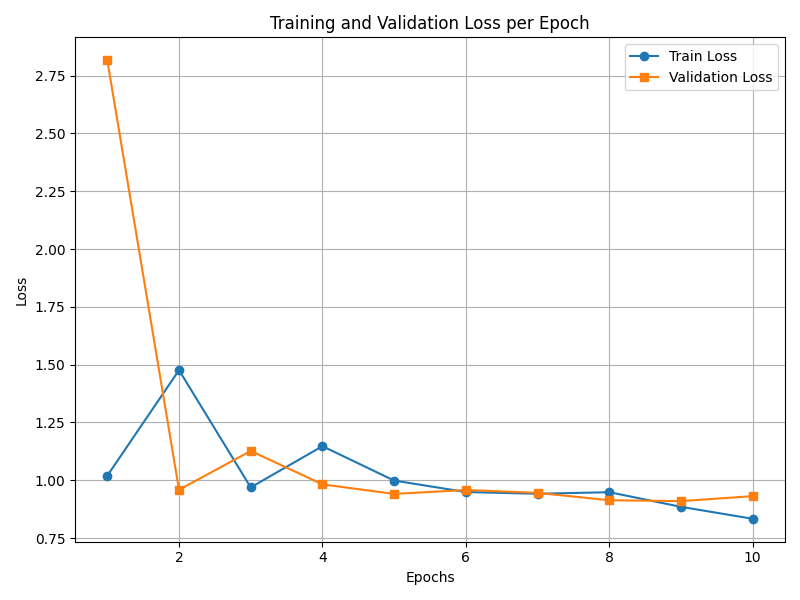 Training and Validation Loss per Epoch
Train Loss
Validation Loss
2.75
2.50
2.25
2.00
1.75
1.50
1.25
1.00
0.75
Loss
2 4 6 8 10
Epochs